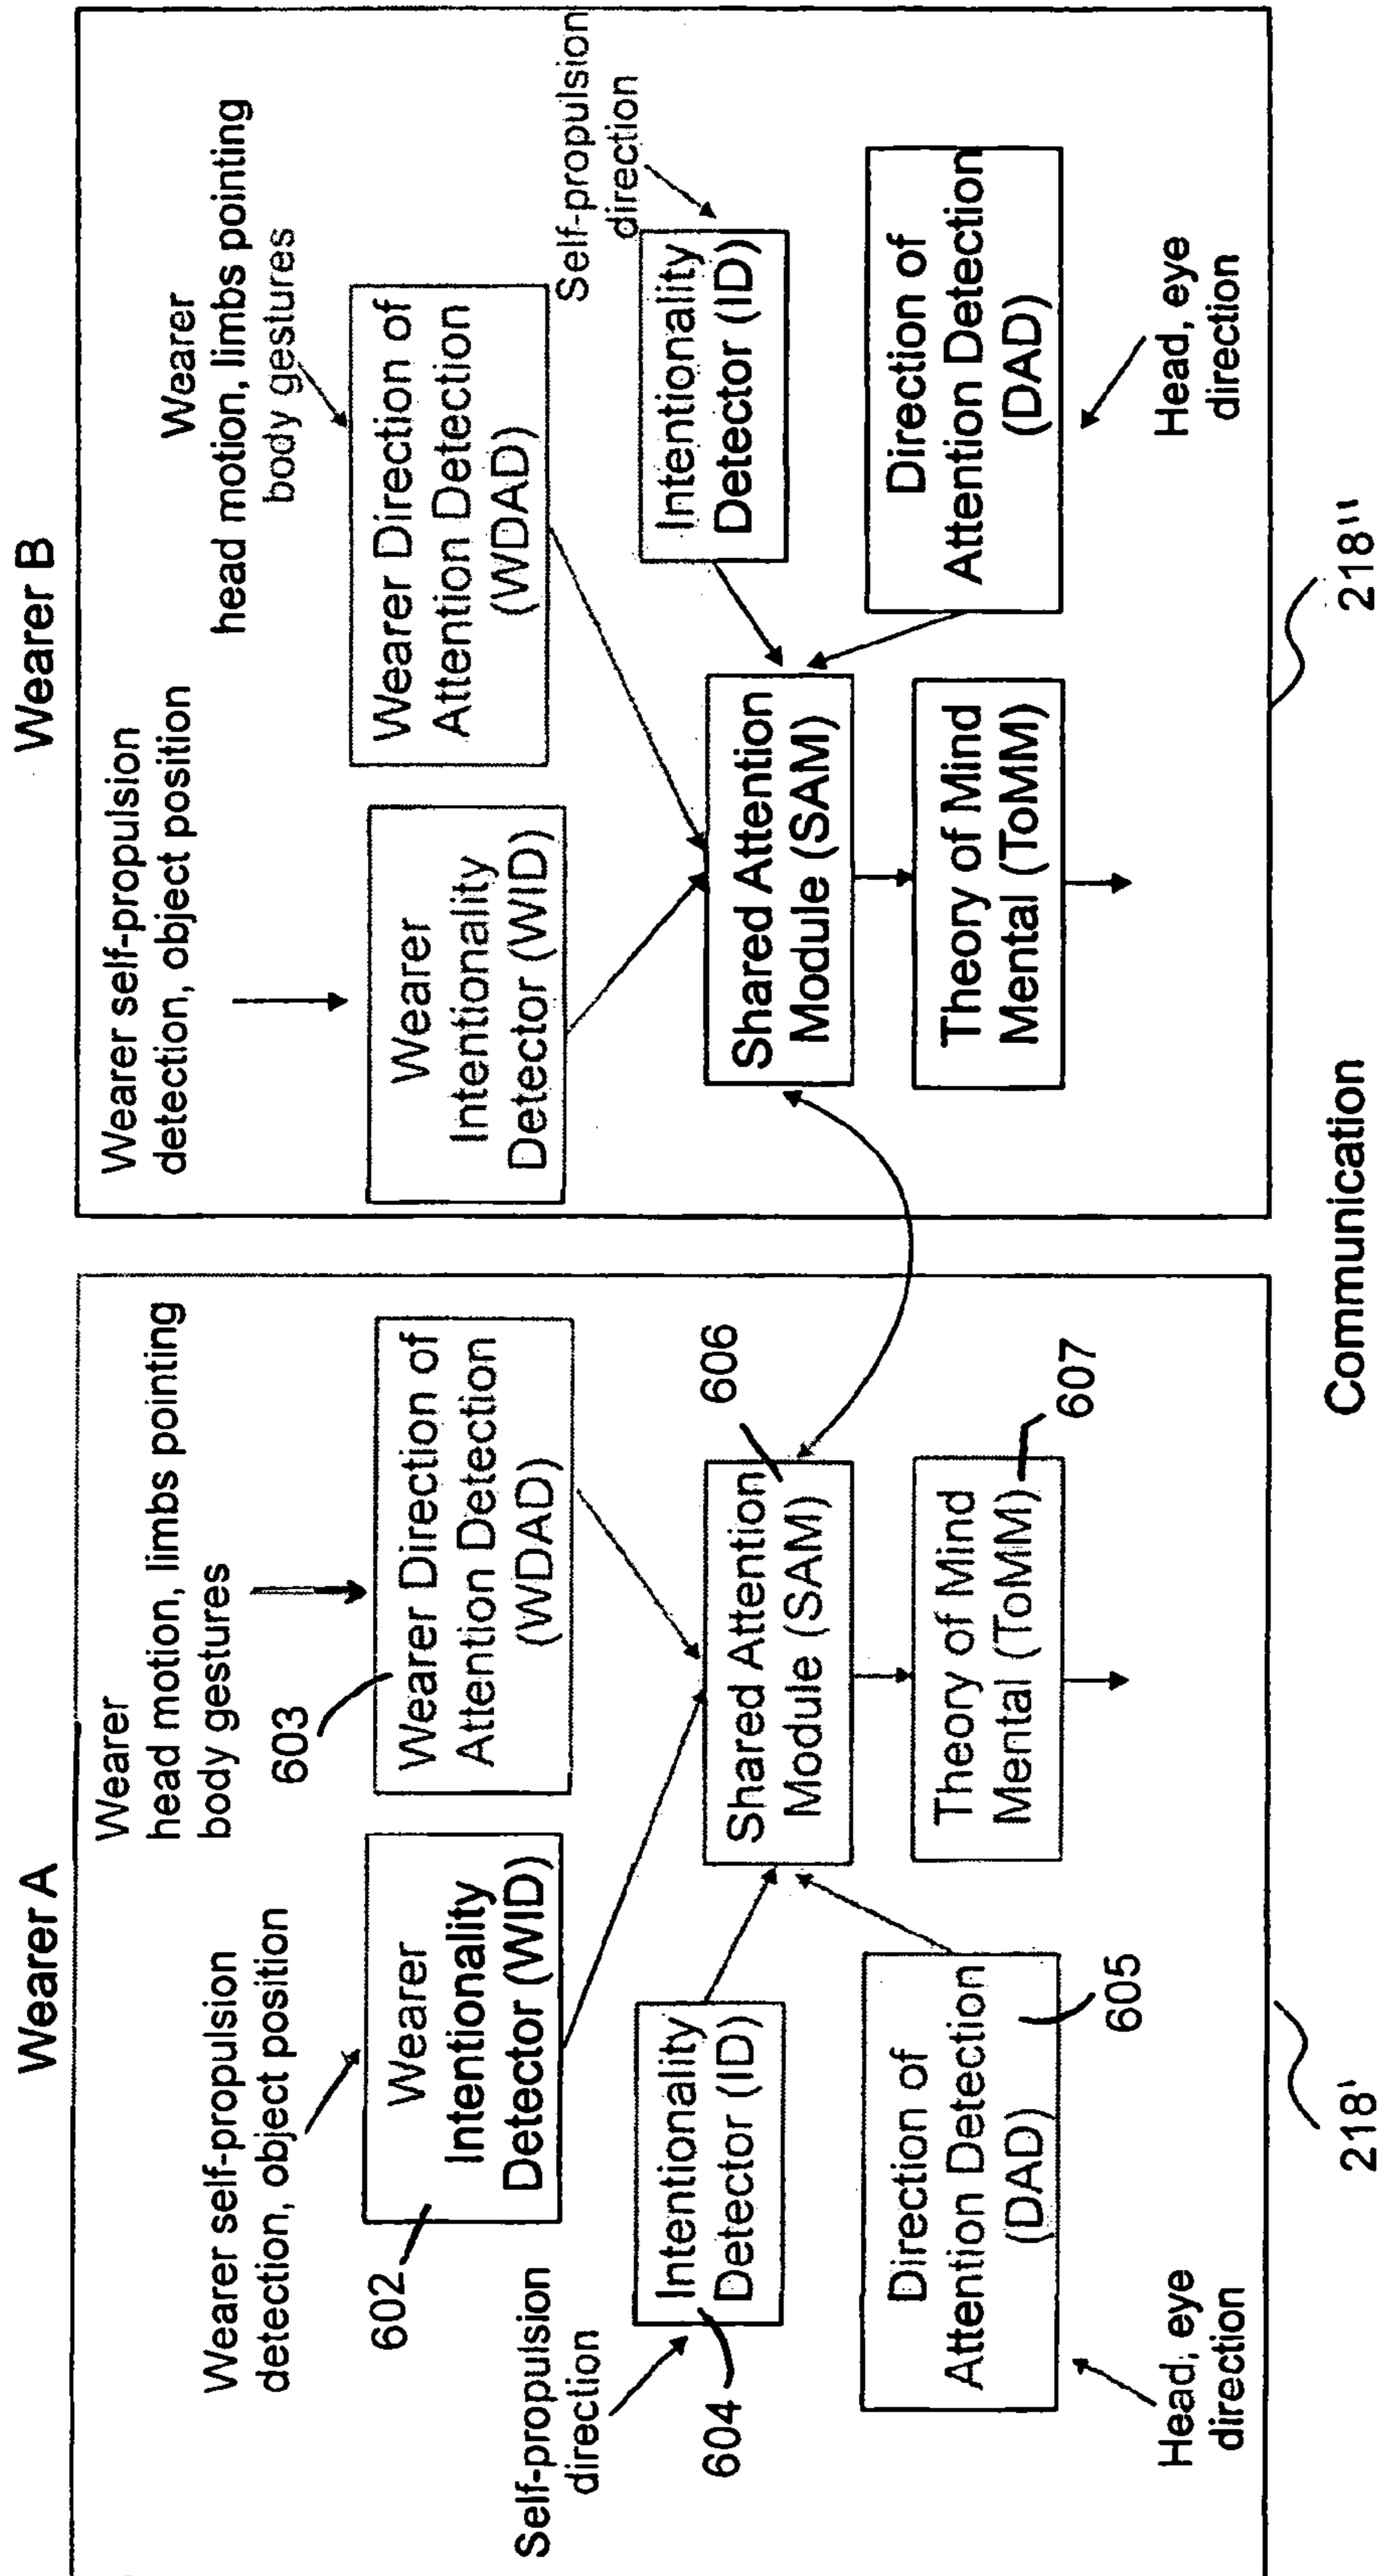 Wearer A
Wearer self-propulsion
detection, object position
Wearer
head motion, limbs pointing
body gestures
602
603
Wearer
Intentionality
Detector (WID)
Wearer Direction of
Attention Detection
(WDAD)
Self-propulsion
direction
604
Intentionality
Detector (ID)
606
Shared Attention
Module (SAM)
Direction of
Attention Detection
(DAD)
605
Theory of Mind
Mental (ToMM)
607
Head, eye
direction
218'
Wearer B
Wearer self-propulsion
detection, object position
Wearer
head motion, limbs pointing
body gestures
Wearer
Intentionality
Detector (WID)
Wearer Direction of
Attention Detection
(WDAD)
Self-propulsion
direction
Intentionality
Detector (ID)
Shared Attention
Module (SAM)
Direction of
Attention Detection
(DAD)
Theory of Mind
Mental (ToMM)
Head, eye
direction
218''
Communication